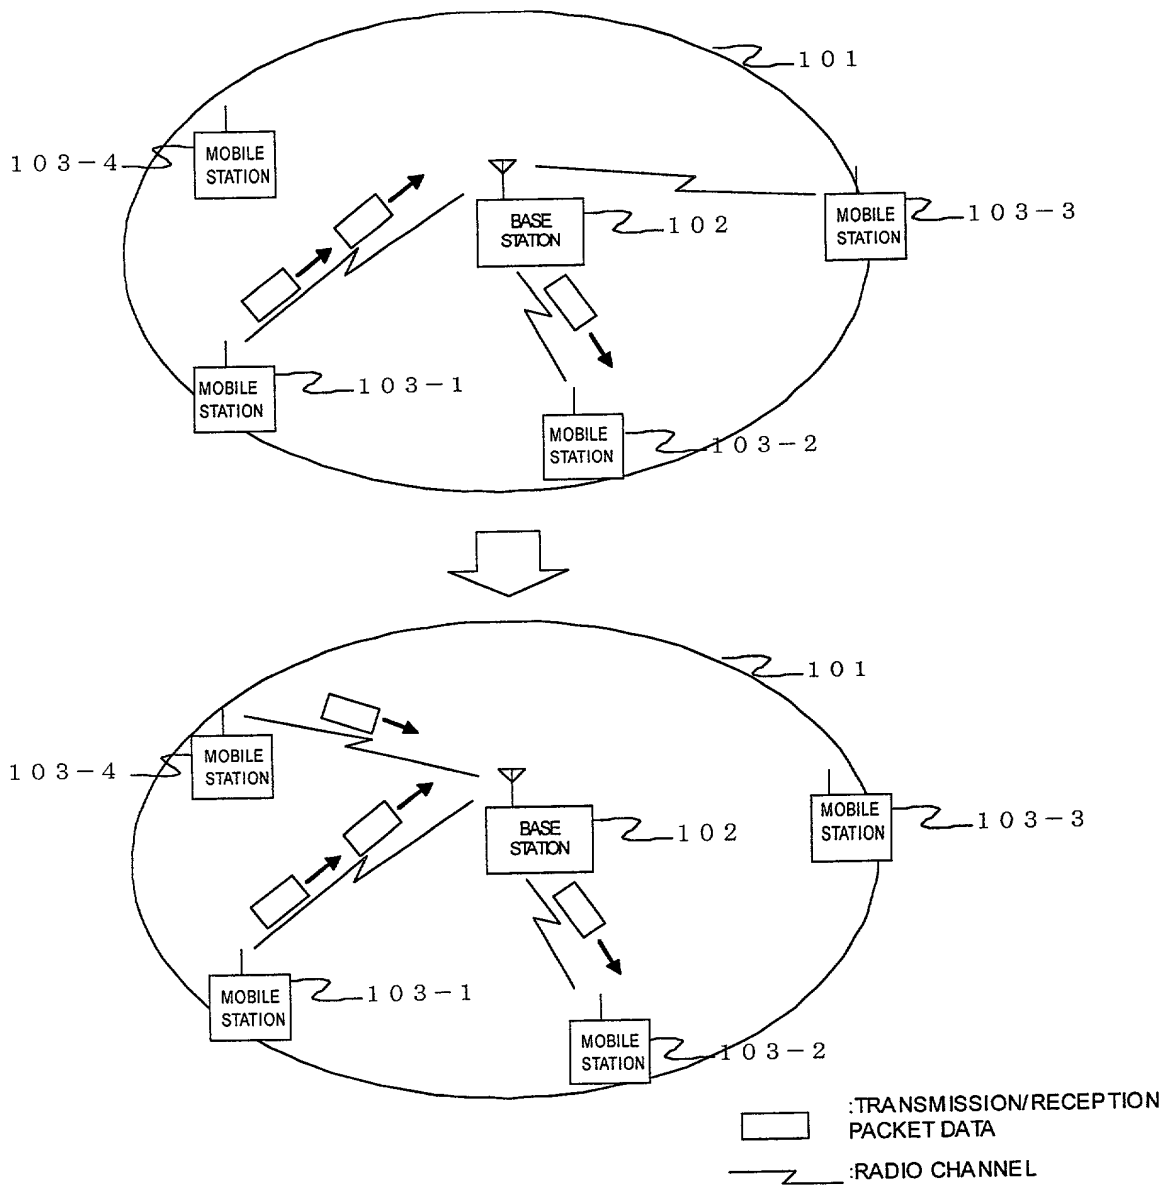 １０１
１０３－４
MOBILE
STATION
BASE
STATION
１０２
MOBILE
STATION
１０３－３
MOBILE
STATION
１０３－１
MOBILE
STATION
１０３－２
１０１
１０３－４
MOBILE
STATION
BASE
STATION
１０２
MOBILE
STATION
１０３－３
MOBILE
STATION
１０３－１
MOBILE
STATION
１０３－２
:TRANSMISSION/RECEPTION
PACKET DATA
:RADIO CHANNEL